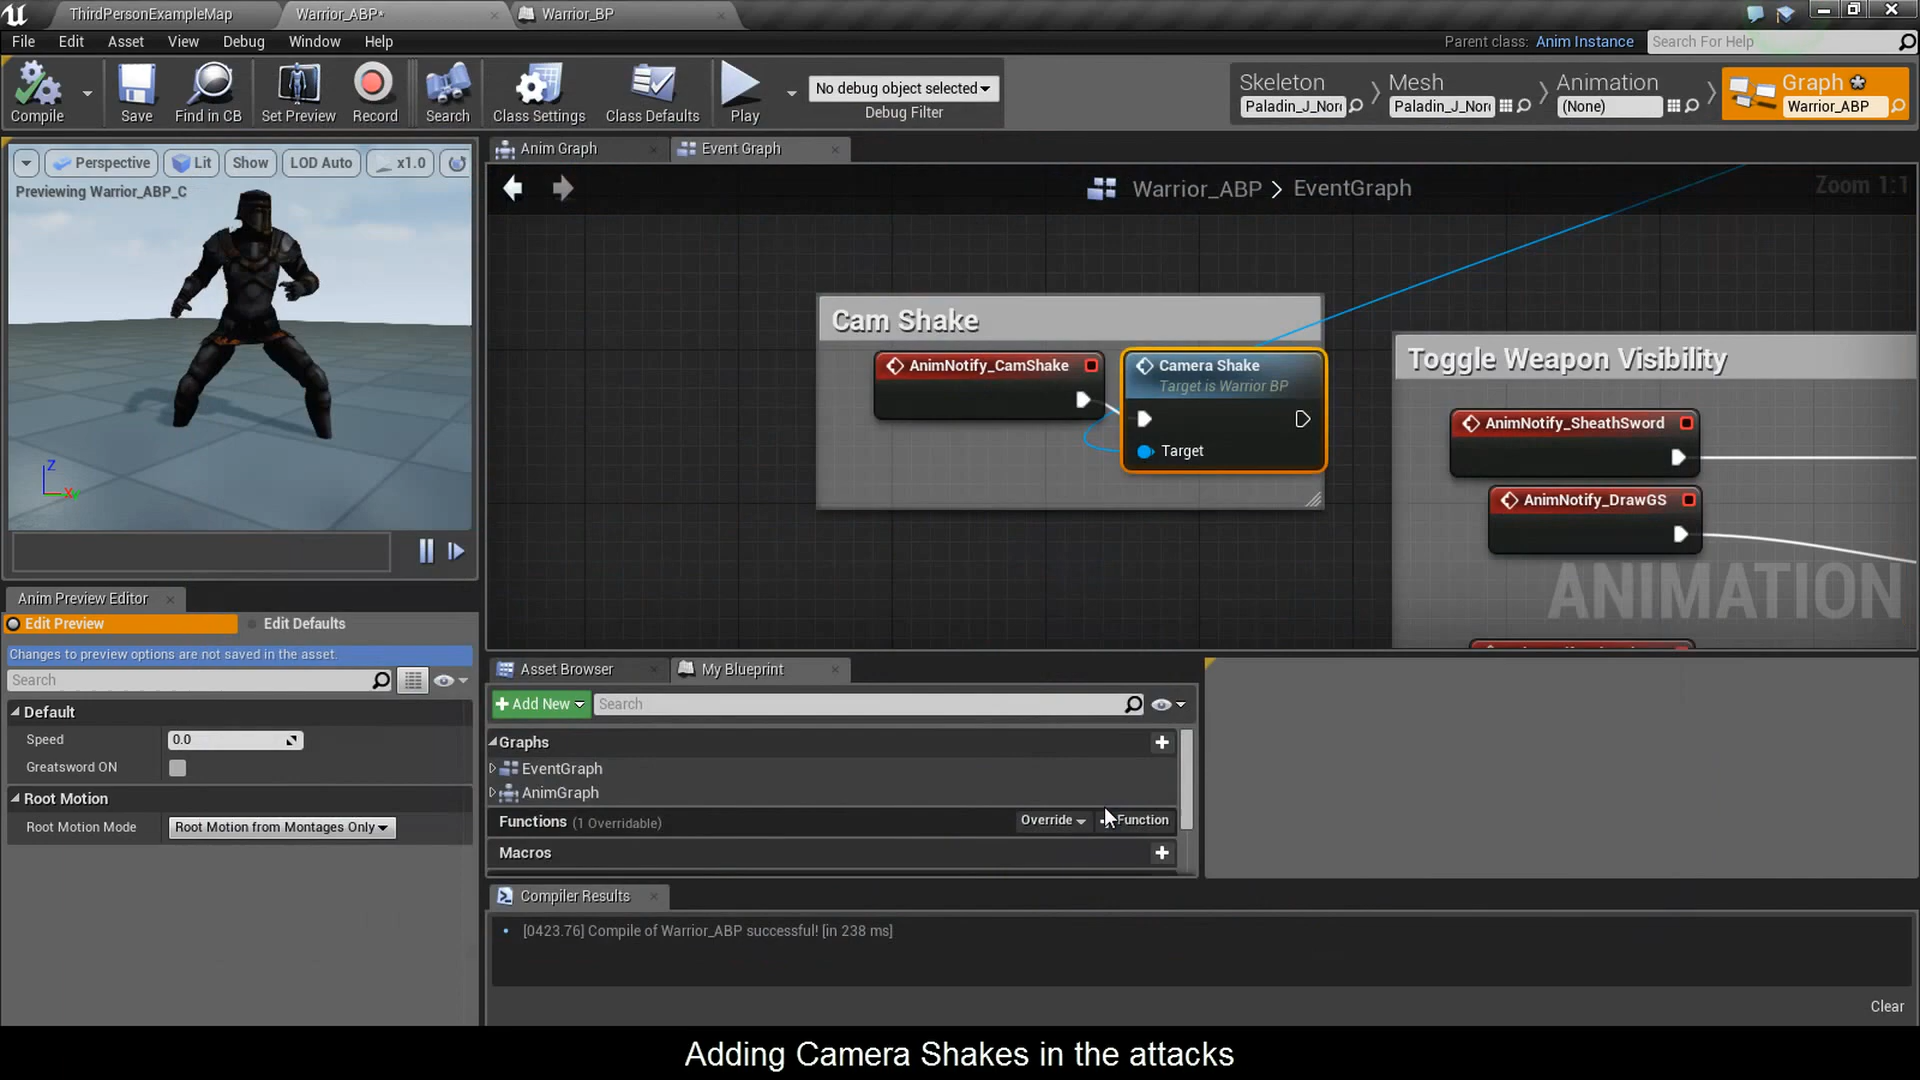 ThirdPersonExampleMap
Warrior_ABP*
Warrior_BP
File Edit Asset View Debug Window Help
Parent class: Anim Instance
Search For Help
Compile
Save
Find in CB
Set Preview
Record
Search
Class Settings
Class Defaults
Play
No debug object selected
Debug Filter
Skeleton
Paladin_J_Nor
Mesh
Paladin_J_Nor
Animation
(None)
Graph
Warrior_ABP
Perspective Lit Show LOD Auto x1.0
Previewing Warrior_ABP_C
Z
X
Anim Graph
Event Graph
Warrior_ABP > EventGraph
Zoom 1:1
Cam Shake
AnimNotify_CamShake
Camera Shake
Target is Warrior BP
Target
Toggle Weapon Visibility
AnimNotify_SheathSword
AnimNotify_DrawGS
ANIMATION
Anim Preview Editor
Edit Preview
Edit Defaults
Changes to preview options are not saved in the asset.
Search
Default
Speed 0.0
Greatsword ON
Root Motion
Root Motion Mode Root Motion from Montages Only
Asset Browser
My Blueprint
+ Add New
Search
Graphs
EventGraph
AnimGraph
Functions (1 Overridable)
Override
Function
Macros
Compiler Results
[0423.76] Compile of Warrior_ABP successful! [in 238 ms]
Clear
Adding Camera Shakes in the attacks